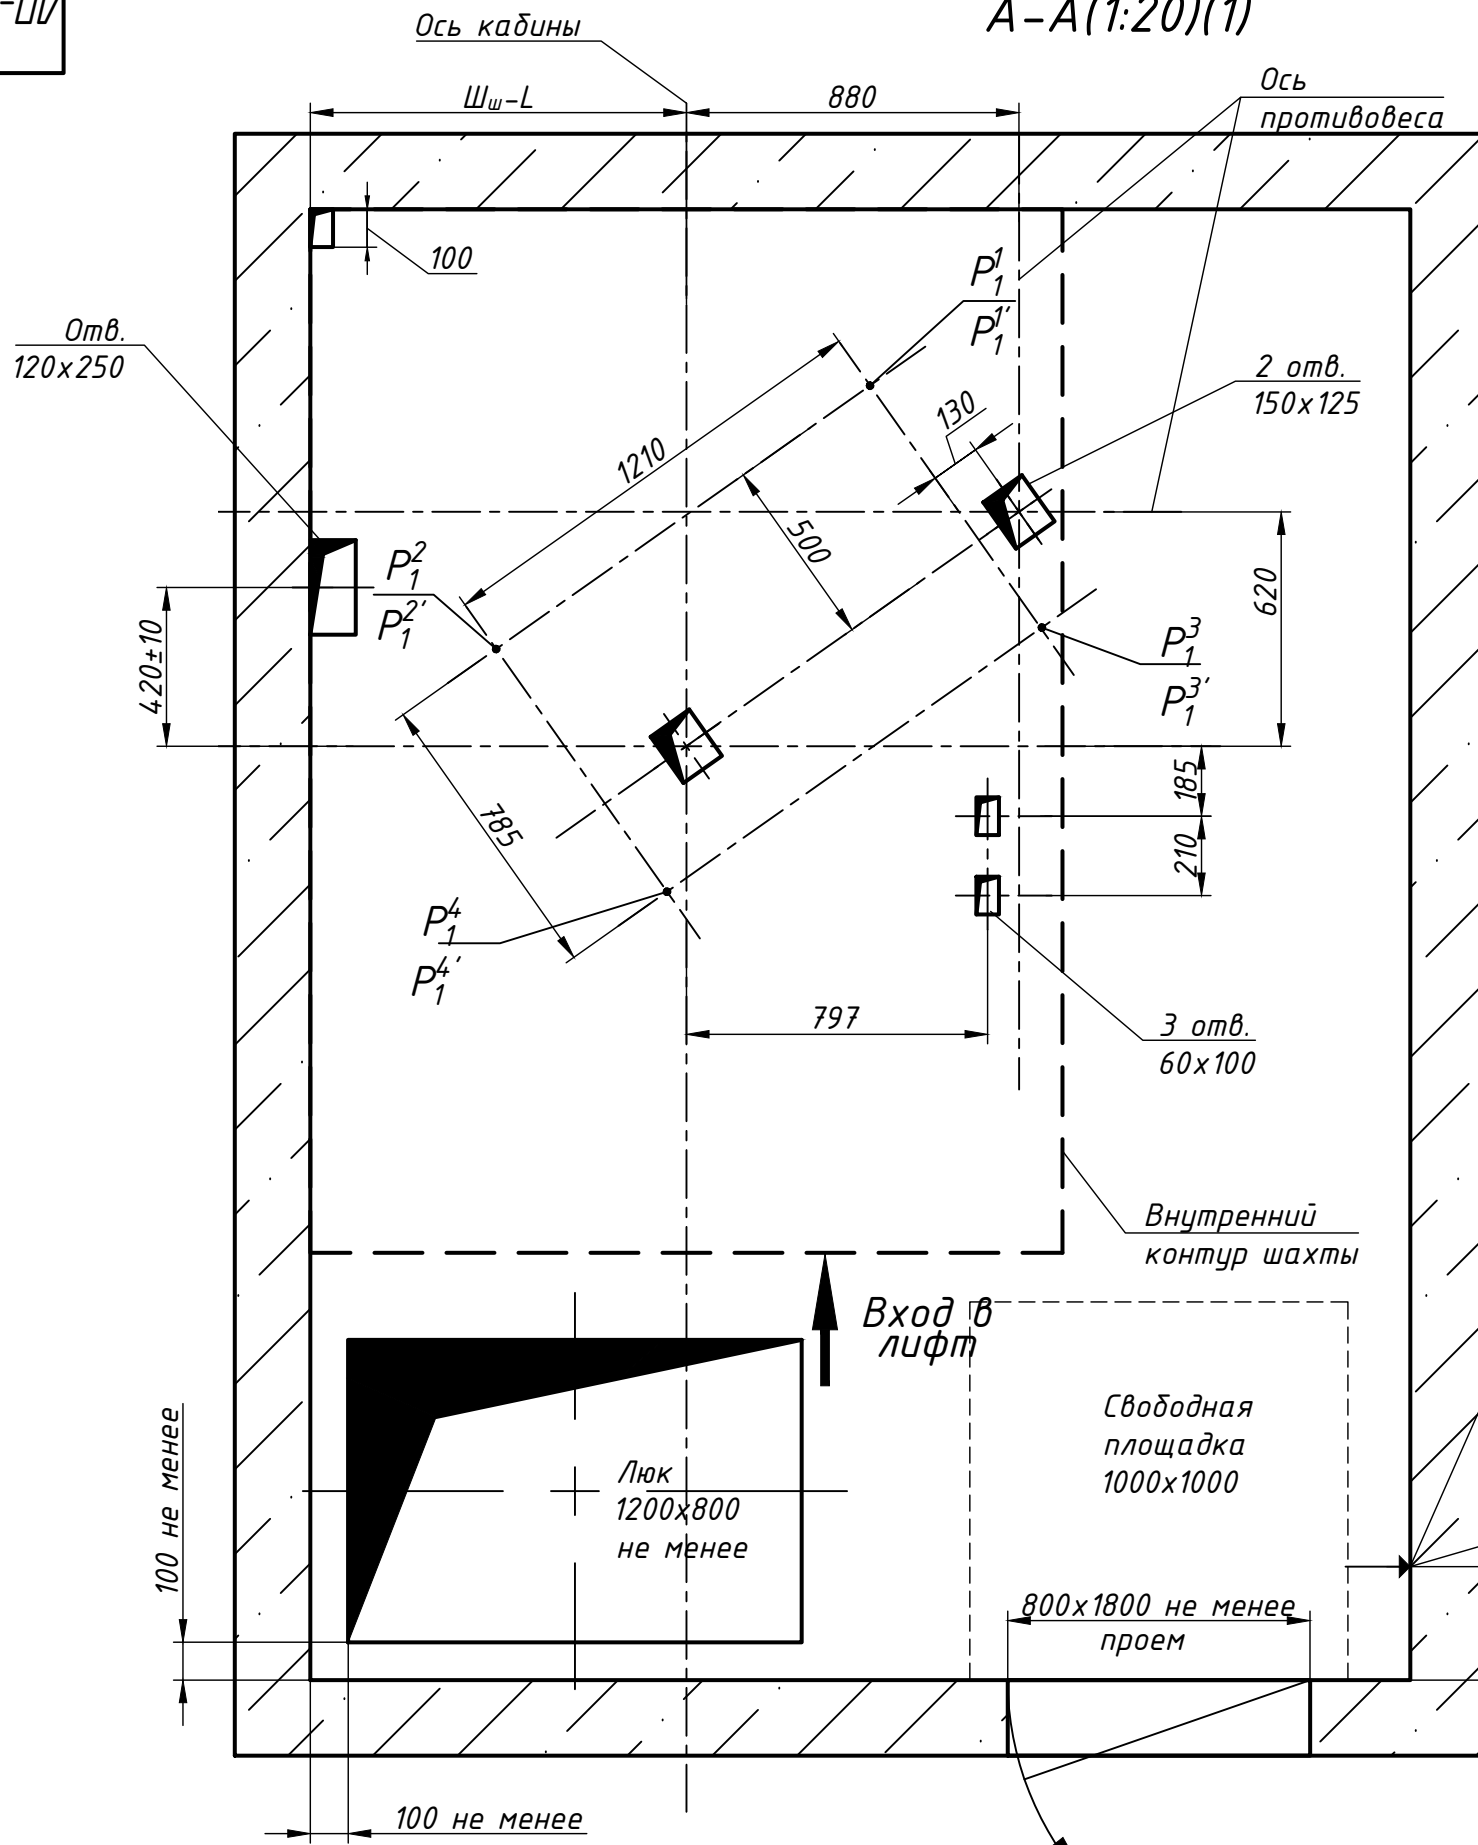 Ось кабины
А-А(1:20)(1)
Шш-L
880
Ось
противовеса
100
P₁¹
P₁¹'
Отв.
120х250
2 отв.
150х125
130
1210
500
P₁²
P₁²'
620
420±10
P₁³
P₁³'
185
785
210
P₁⁴
P₁⁴'
797
3 отв.
60х100
Внутренний
контур шахты
Вход в
лифт
Свободная
площадка
1000х1000
Люк
1200х800
не менее
100 не менее
800х1800 не менее
проем
100 не менее